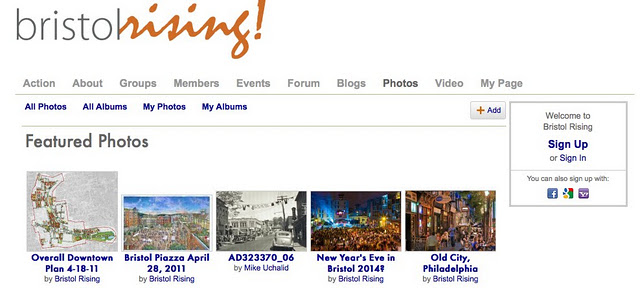 bristolrising!
Action About Groups Members Events Forum Blogs Photos Video My Page
All Photos All Albums My Photos My Albums
+ Add
Welcome to
Bristol Rising
Sign Up
or Sign In
You can also sign up with:
Featured Photos
Overall Downtown
Plan 4-18-11
by Bristol Rising
Bristol Piazza April
28, 2011
by Bristol Rising
AD323370_06
by Mike Uchalid
New Year's Eve in
Bristol 2014?
by Bristol Rising
Old City,
Philadelphia
by Bristol Rising